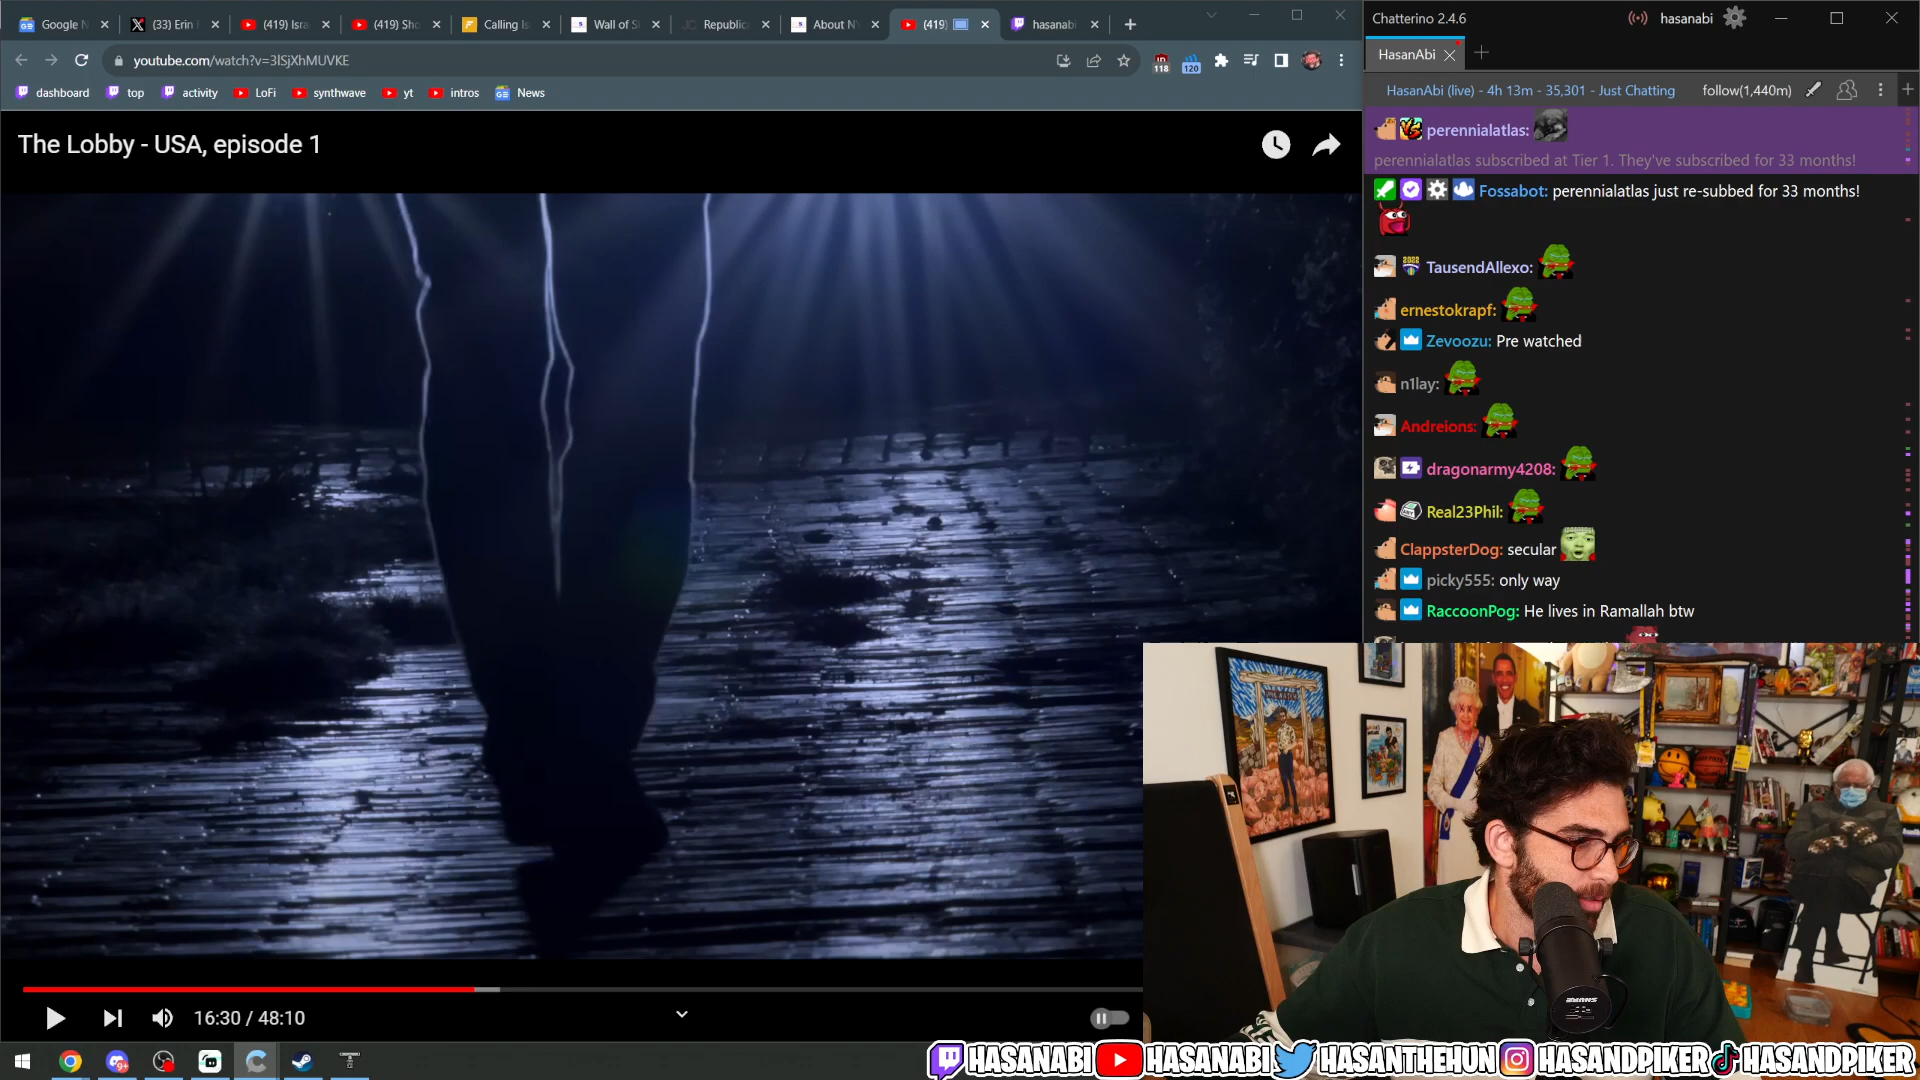 Google N
(33) Erin
(419) Isra
(419) Sho
Calling Is
Wall of S
Republic
About N
(419)
hasanabi
youtube.com/watch?v=3lSjXhMUVKE
118
120
dashboard
top
activity
LoFi
synthwave
yt
intros
News
The Lobby - USA, episode 1
16:30 / 48:10
Chatterino 2.4.6
hasanabi
HasanAbi
HasanAbi (live) - 4h 13m - 35,301 - Just Chatting
follow(1,440m)
perennialatlas:
perennialatlas subscribed at Tier 1. They've subscribed for 33 months!
Fossabot: perennialatlas just re-subbed for 33 months!
TausendAllexo:
ernestokrapf:
Zevoozu: Pre watched
n1lay:
Andreions:
dragonarmy4208:
Real23Phil:
ClappsterDog: secular
picky555: only way
RaccoonPog: He lives in Ramallah btw
HASANABI
HASANABI
HASANTHEHUN
HASANDPIKER
HASANDPIKER